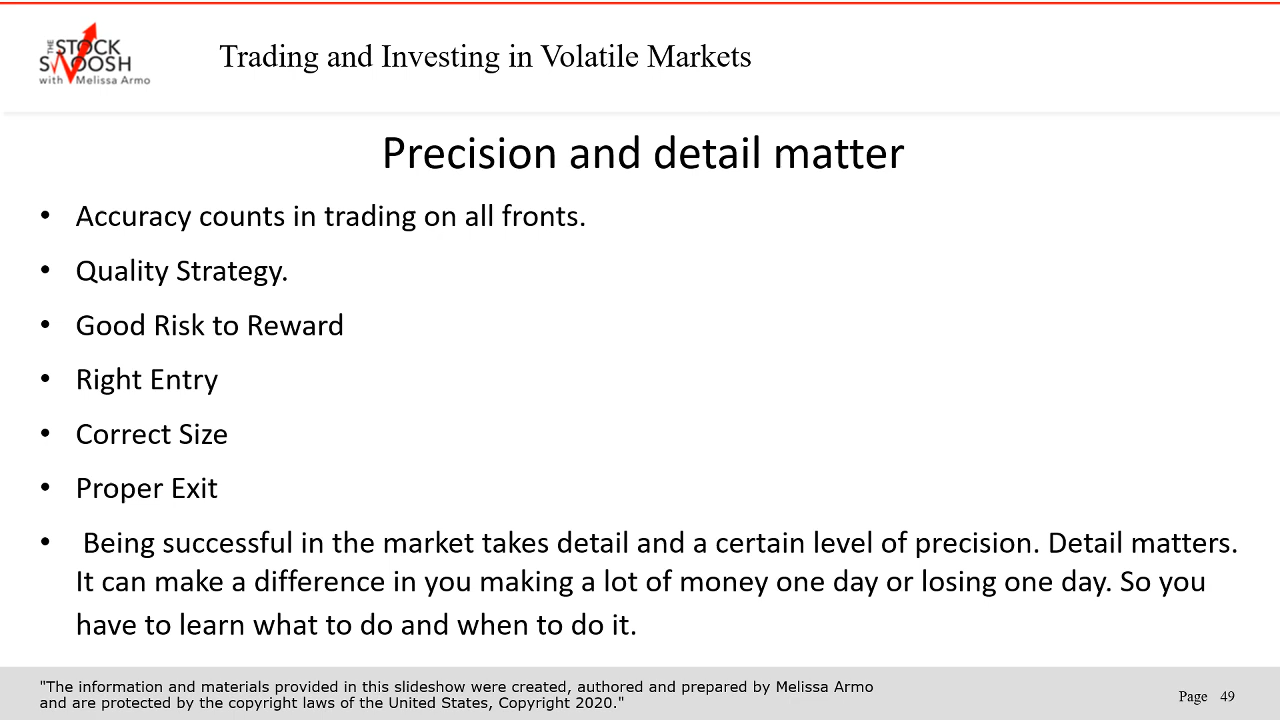 THE
STOCK
SWOOSH
with Melissa Armo
Trading and Investing in Volatile Markets
Precision and detail matter
• Accuracy counts in trading on all fronts.
• Quality Strategy.
• Good Risk to Reward
• Right Entry
• Correct Size
• Proper Exit
• Being successful in the market takes detail and a certain level of precision. Detail matters.
It can make a difference in you making a lot of money one day or losing one day. So you
have to learn what to do and when to do it.
"The information and materials provided in this slideshow were created, authored and prepared by Melissa Armo
and are protected by the copyright laws of the United States, Copyright 2020."
Page 49